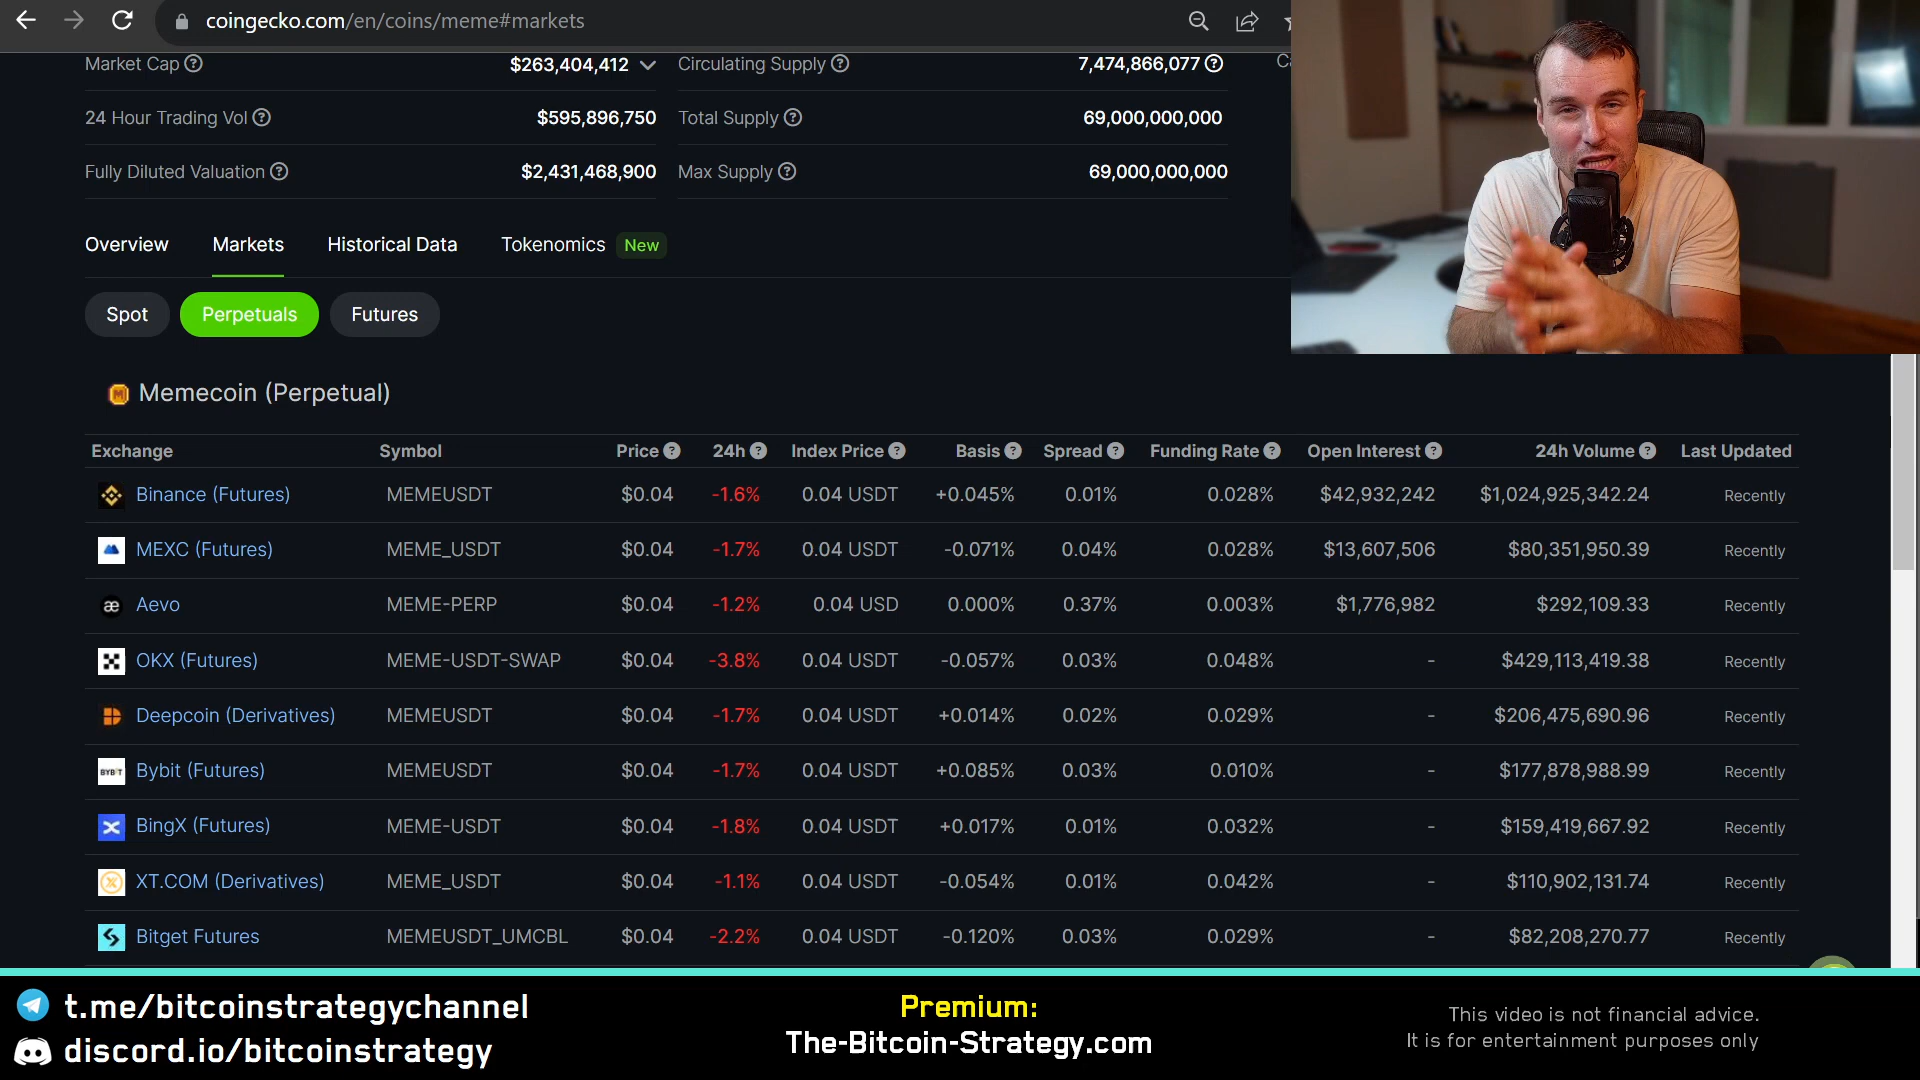 coingecko.com/en/coins/meme#markets
Market Cap $263,404,412 Circulating Supply 7,474,866,077
24 Hour Trading Vol $595,896,750 Total Supply 69,000,000,000
Fully Diluted Valuation $2,431,468,900 Max Supply 69,000,000,000
Overview Markets Historical Data Tokenomics New
Spot Perpetuals Futures
Memecoin (Perpetual)
Exchange Symbol Price 24h Index Price Basis Spread Funding Rate Open Interest 24h Volume Last Updated
Binance (Futures) MEMEUSDT $0.04 -1.6% 0.04 USDT +0.045% 0.01% 0.028% $42,932,242 $1,024,925,342.24 Recently
MEXC (Futures) MEME_USDT $0.04 -1.7% 0.04 USDT -0.071% 0.04% 0.028% $13,607,506 $80,351,950.39 Recently
Aevo MEME-PERP $0.04 -1.2% 0.04 USD 0.000% 0.37% 0.003% $1,776,982 $292,109.33 Recently
OKX (Futures) MEME-USDT-SWAP $0.04 -3.8% 0.04 USDT -0.057% 0.03% 0.048% - $429,113,419.38 Recently
Deepcoin (Derivatives) MEMEUSDT $0.04 -1.7% 0.04 USDT +0.014% 0.02% 0.029% - $206,475,690.96 Recently
BYBIT Bybit (Futures) MEMEUSDT $0.04 -1.7% 0.04 USDT +0.085% 0.03% 0.010% - $177,878,988.99 Recently
BingX (Futures) MEME-USDT $0.04 -1.8% 0.04 USDT +0.017% 0.01% 0.032% - $159,419,667.92 Recently
XT.COM (Derivatives) MEME_USDT $0.04 -1.1% 0.04 USDT -0.054% 0.01% 0.042% - $110,902,131.74 Recently
Bitget Futures MEMEUSDT_UMCBL $0.04 -2.2% 0.04 USDT -0.120% 0.03% 0.029% - $82,208,270.77 Recently
t.me/bitcoinstrategychannel
discord.io/bitcoinstrategy
Premium:
The-Bitcoin-Strategy.com
This video is not financial advice.
It is for entertainment purposes only